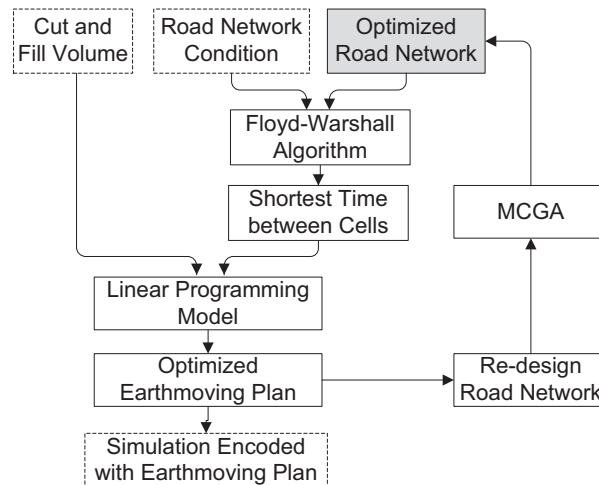 Cut and
Fill Volume
Road Network
Condition
Optimized
Road Network
Floyd-Warshall
Algorithm
Shortest Time
between Cells
MCGA
Linear Programming
Model
Optimized
Earthmoving Plan
Re-design
Road Network
Simulation Encoded
with Earthmoving Plan